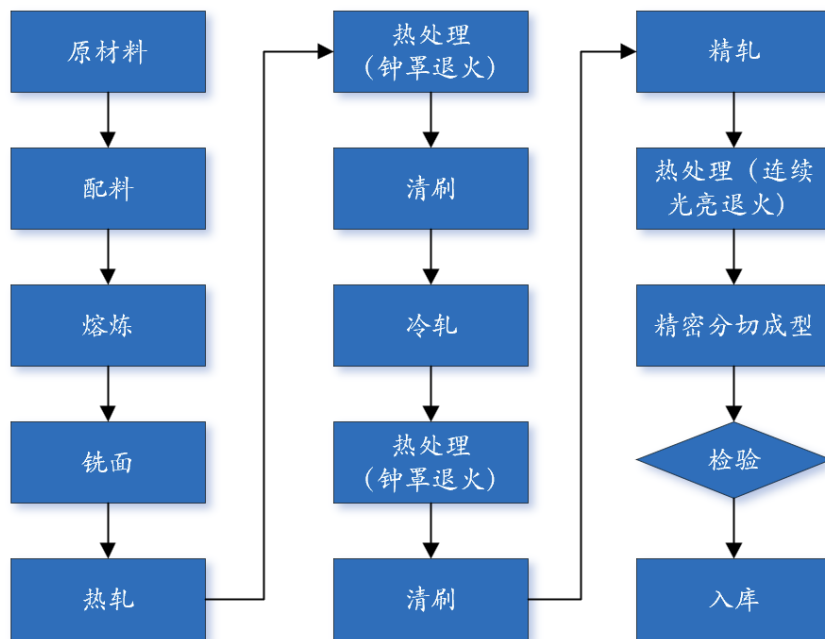 原材料
配料
熔炼
铣面
热轧
热处理
(钟罩退火)
清刷
冷轧
热处理
(钟罩退火)
清刷
精轧
热处理（连续
光亮退火）
精密分切成型
检验
入库